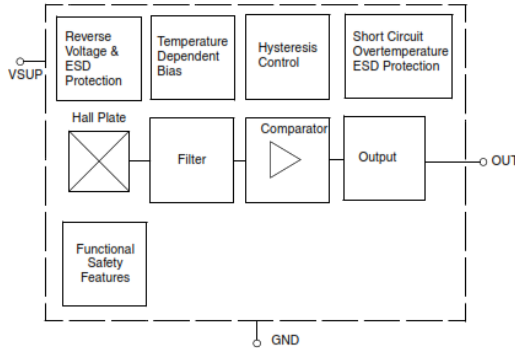 Reverse
Voltage &
ESD
Protection
Temperature
Dependent
Bias
Hysteresis
Control
Short Circuit
Overtemperature
ESD Protection
VSUP
Hall Plate
Filter
Comparator
Output
OUT
Functional
Safety
Features
GND